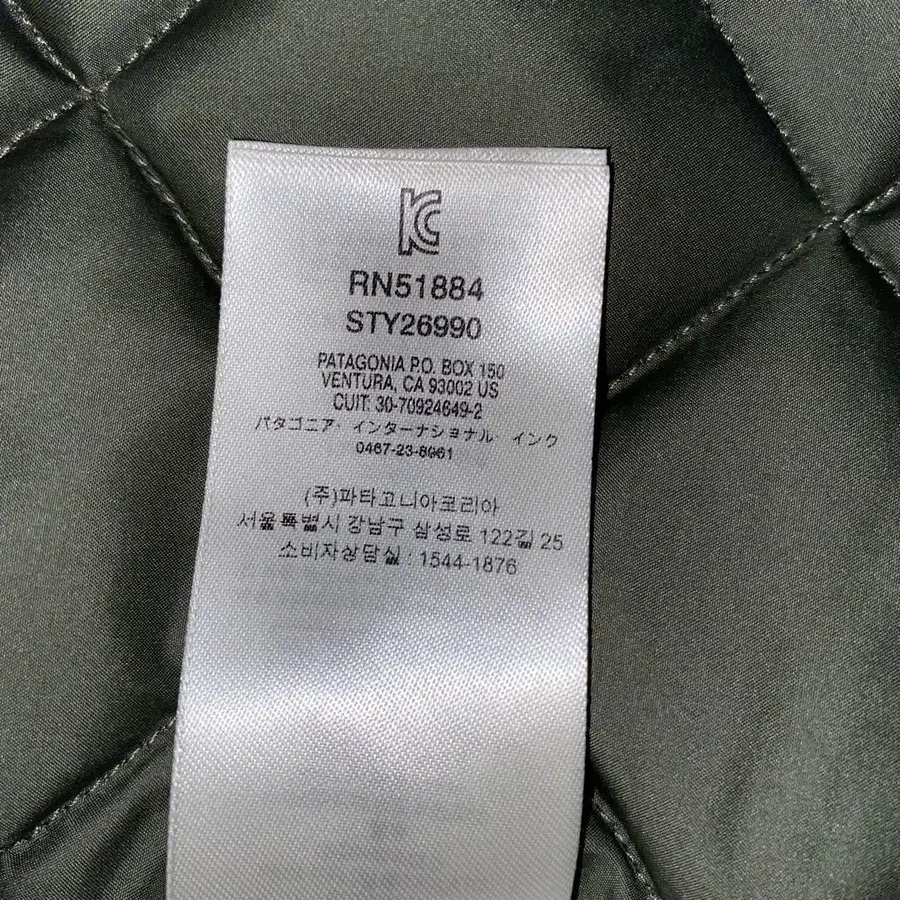 KC
RN51884
STY26990
PATAGONIA P.O. BOX 150
VENTURA, CA 93002 US
CUIT: 30-70924649-2
パタゴニア・インターナショナル インク
0467-23-8961
(주)파타고니아코리아
서울특별시 강남구 삼성로 122길 25
소비자상담실 : 1544-1876